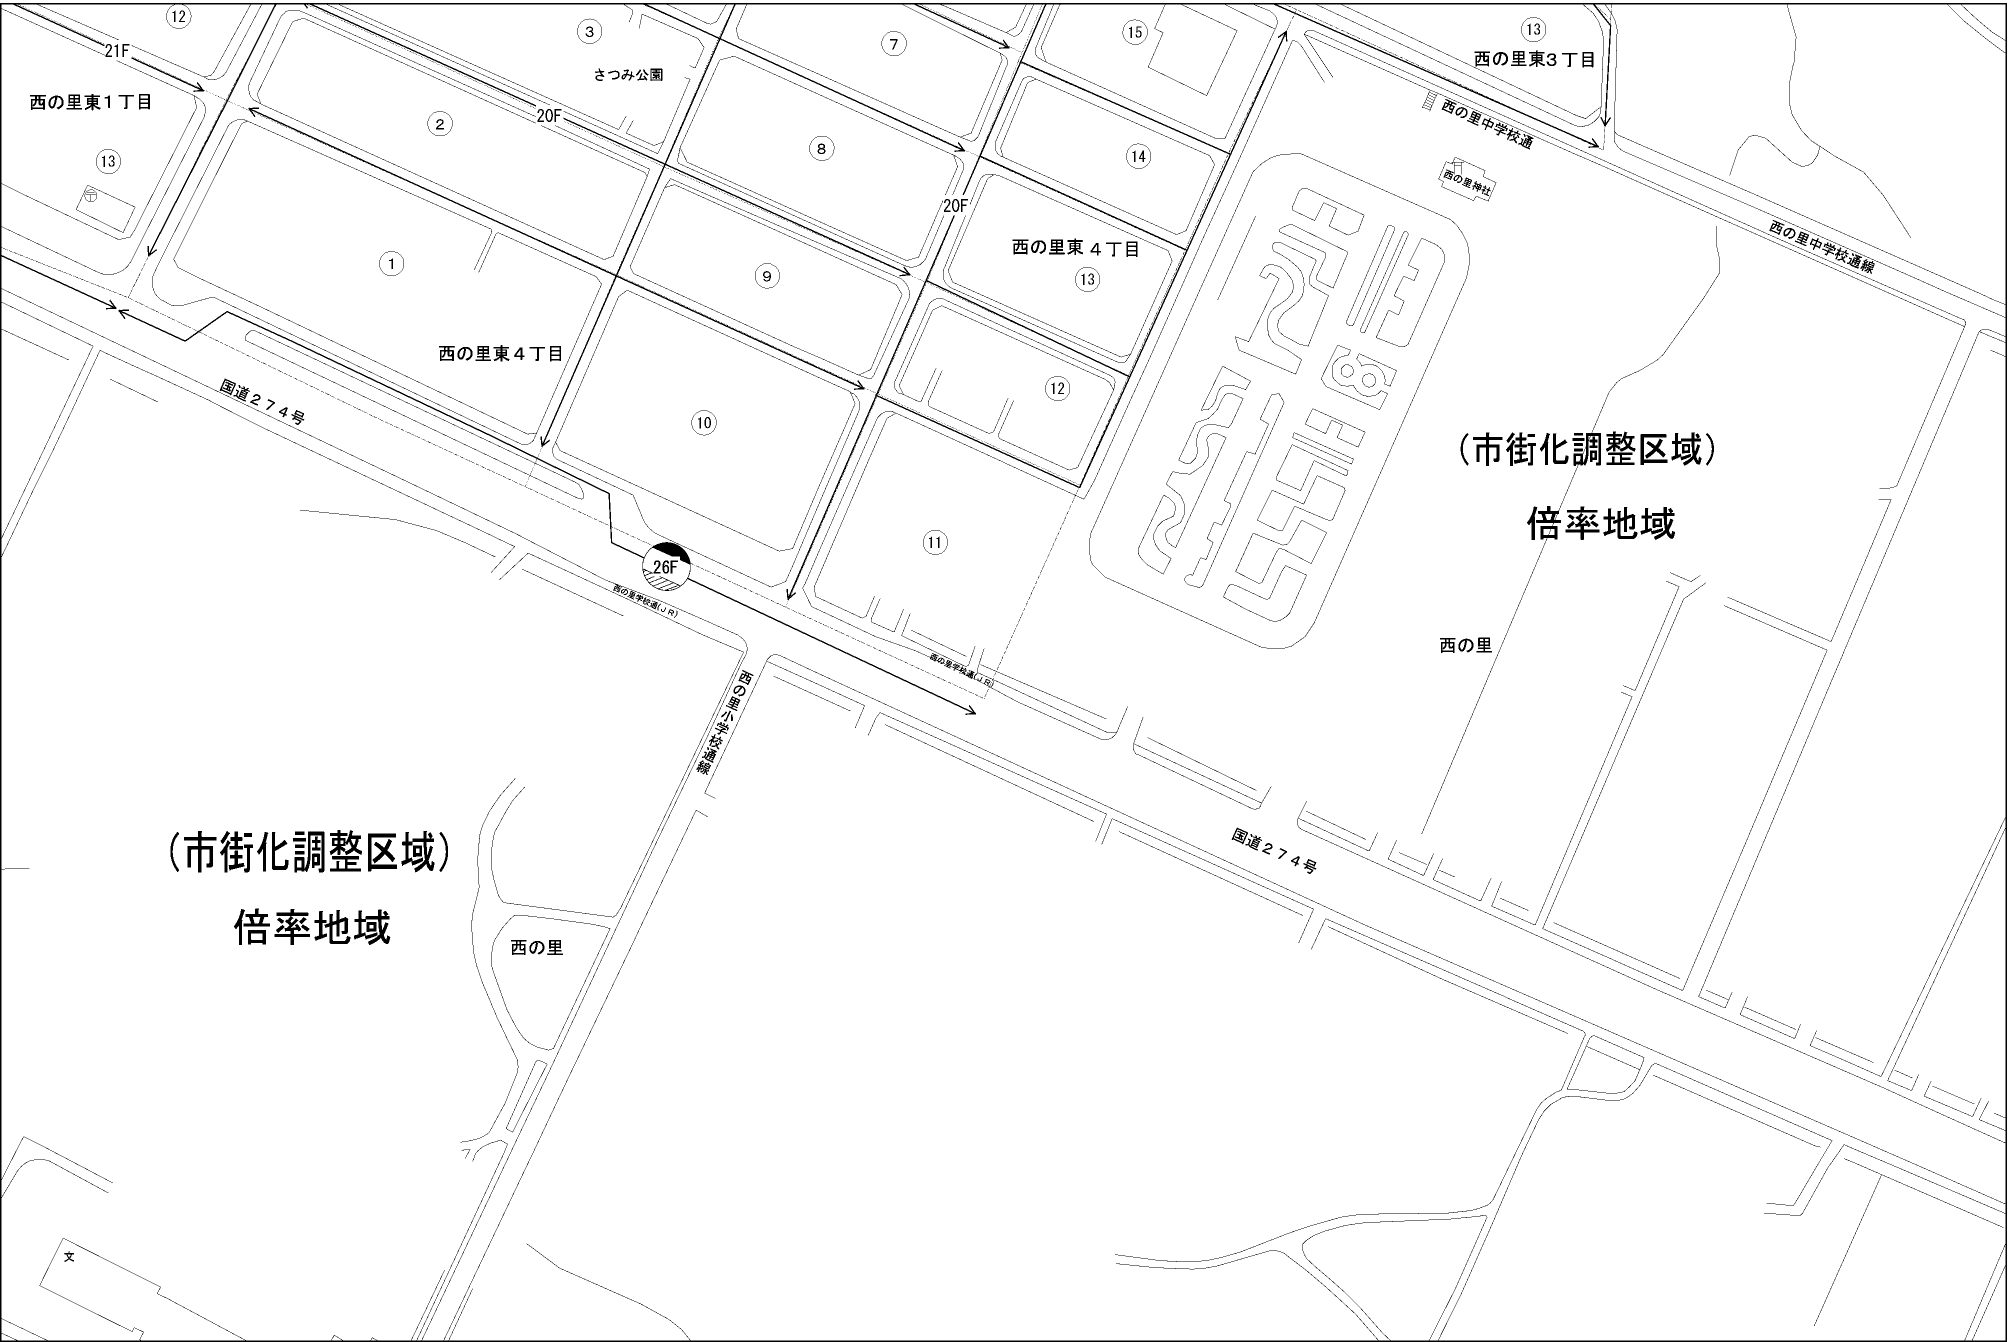 12
3
7
15
13
西の里東３丁目
21F
さつみ公園
西の里東１丁目
2
20F
8
14
西の里中学校通
13
西の里神社
20F
西の里東４丁目
13
西の里中学校通線
1
9
西の里東４丁目
12
国道２７４号
10
(市街化調整区域)
倍率地域
11
26F
西の里学校通(ＪＲ)
西の里学校通(ＪＲ)
西の里
西の里小学校通線
国道２７４号
(市街化調整区域)
倍率地域
西の里
文